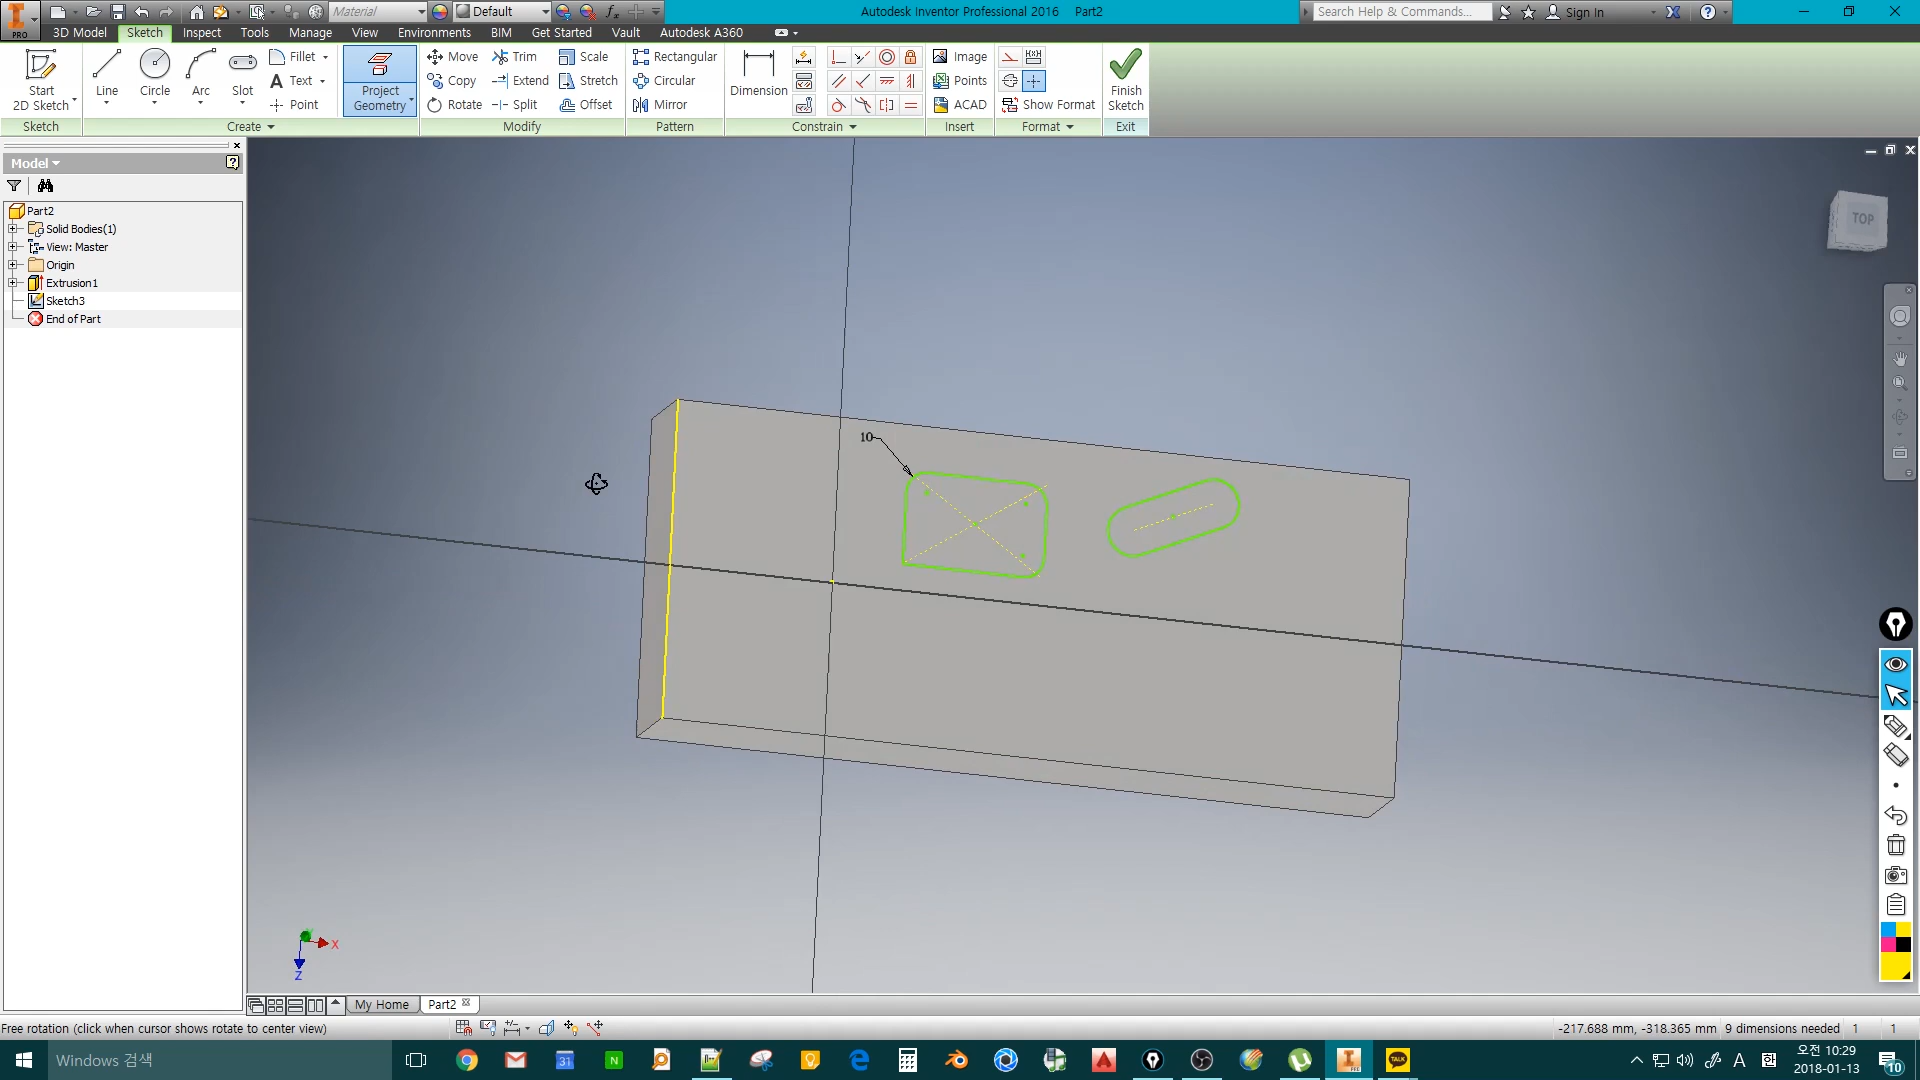 Material
Default
Autodesk Inventor Professional 2016 Part2
Search Help & Commands...
Sign In
PRO
3D Model
Sketch
Inspect
Tools
Manage
View
Environments
BIM
Get Started
Vault
Autodesk A360
Start
2D Sketch
Line
Circle
Arc
Slot
Fillet
Text
Point
Project
Geometry
Move
Copy
Rotate
Trim
Extend
Split
Scale
Stretch
Offset
Rectangular
Circular
Mirror
Dimension
Image
Points
ACAD
Show Format
Finish
Sketch
Sketch
Create
Modify
Pattern
Constrain
Insert
Format
Exit
Model
Part2
Solid Bodies(1)
View: Master
Origin
Extrusion1
Sketch3
End of Part
TOP
10
X
Z
My Home
Part2
Free rotation (click when cursor shows rotate to center view)
-217.688 mm, -318.365 mm 9 dimensions needed 1 1
Windows 검색
31
N
TALK
A
오전 10:29
2018-01-13
10